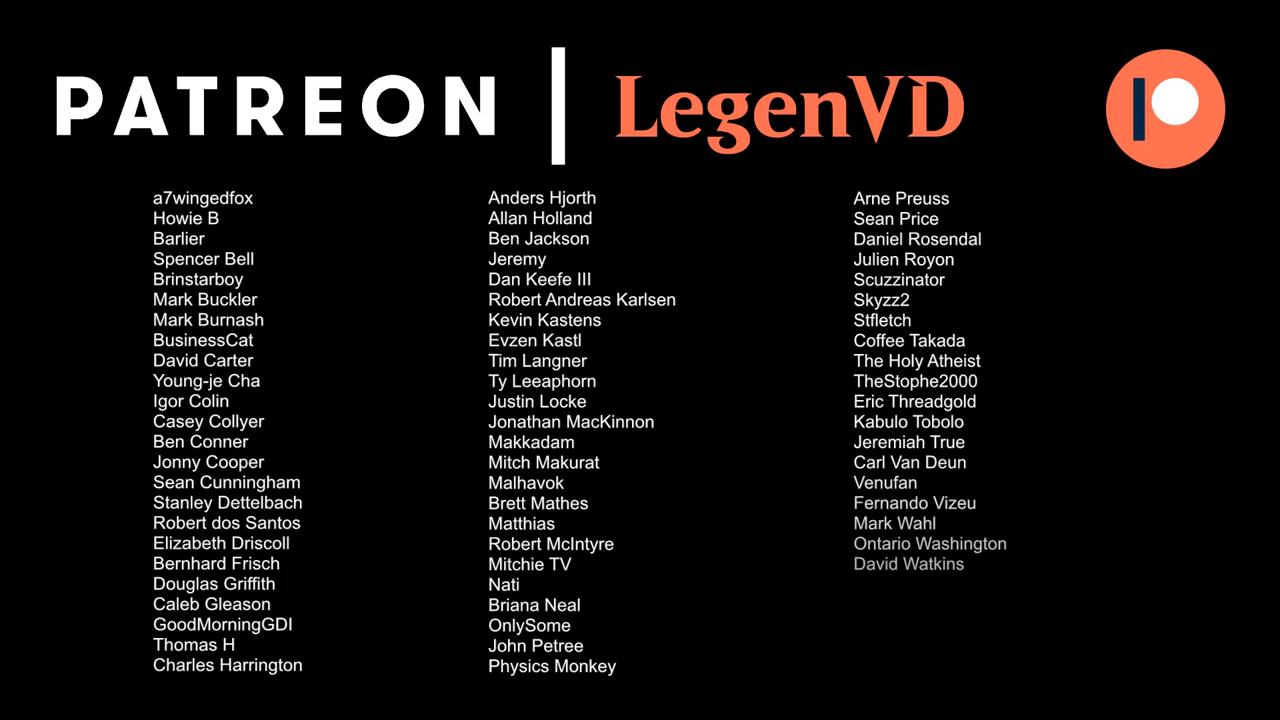 PATREON | LegenVD
a7wingedfox
Howie B
Barlier
Spencer Bell
Brinstarboy
Mark Buckler
Mark Burnash
BusinessCat
David Carter
Young-je Cha
Igor Colin
Casey Collyer
Ben Conner
Jonny Cooper
Sean Cunningham
Stanley Dettelbach
Robert dos Santos
Elizabeth Driscoll
Bernhard Frisch
Douglas Griffith
Caleb Gleason
GoodMorningGDI
Thomas H
Charles Harrington
Anders Hjorth
Allan Holland
Ben Jackson
Jeremy
Dan Keefe III
Robert Andreas Karlsen
Kevin Kastens
Evzen Kastl
Tim Langner
Ty Leeaphorn
Justin Locke
Jonathan MacKinnon
Makkadam
Mitch Makurat
Malhavok
Brett Mathes
Matthias
Robert McIntyre
Mitchie TV
Nati
Briana Neal
OnlySome
John Petree
Physics Monkey
Arne Preuss
Sean Price
Daniel Rosendal
Julien Royon
Scuzzinator
Skyzz2
Stfletch
Coffee Takada
The Holy Atheist
TheStophe2000
Eric Threadgold
Kabulo Tobolo
Jeremiah True
Carl Van Deun
Venufan
Fernando Vizeu
Mark Wahl
Ontario Washington
David Watkins